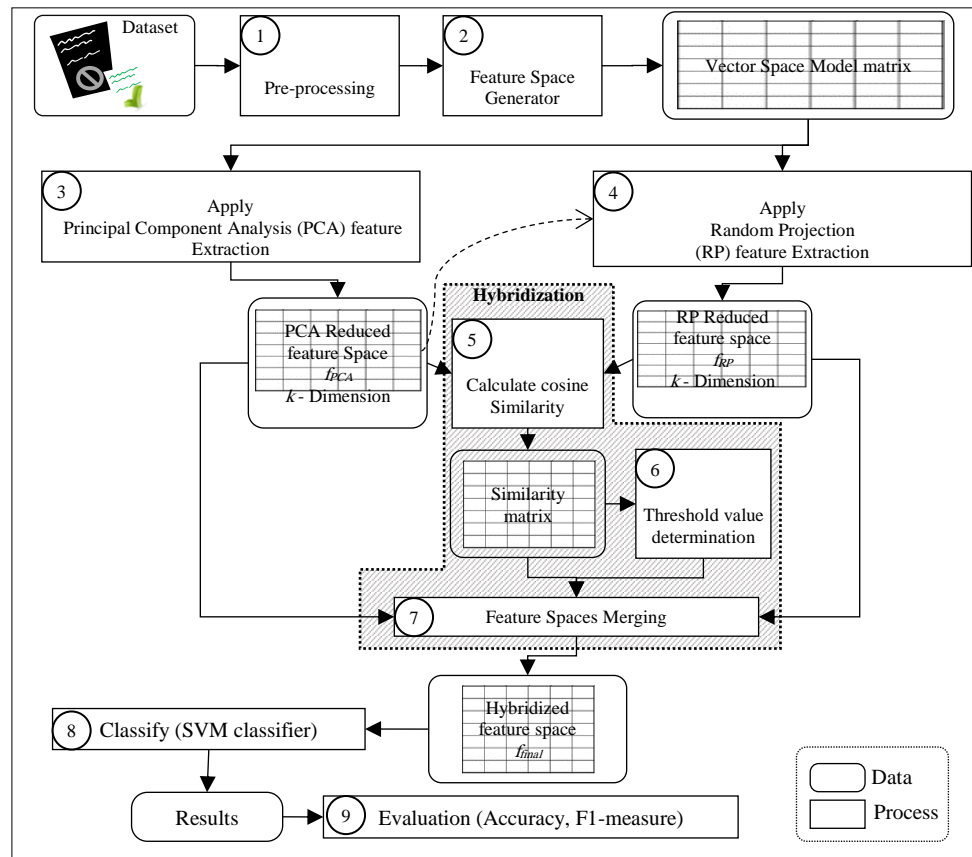 Dataset
1
Pre-processing
2
Feature Space
Generator
Vector Space Model matrix
3
Apply
Principal Component Analysis (PCA) feature
Extraction
4
Apply
Random Projection
(RP) feature Extraction
PCA Reduced
feature Space
fPCA
k - Dimension
Hybridization
5
Calculate cosine
Similarity
RP Reduced
feature space
fRP
k - Dimension
Similarity
matrix
6
Threshold value
determination
7
Feature Spaces Merging
Hybridized
feature space
ffinal
8
Classify (SVM classifier)
Results
9
Evaluation (Accuracy, F1-measure)
Data
Process